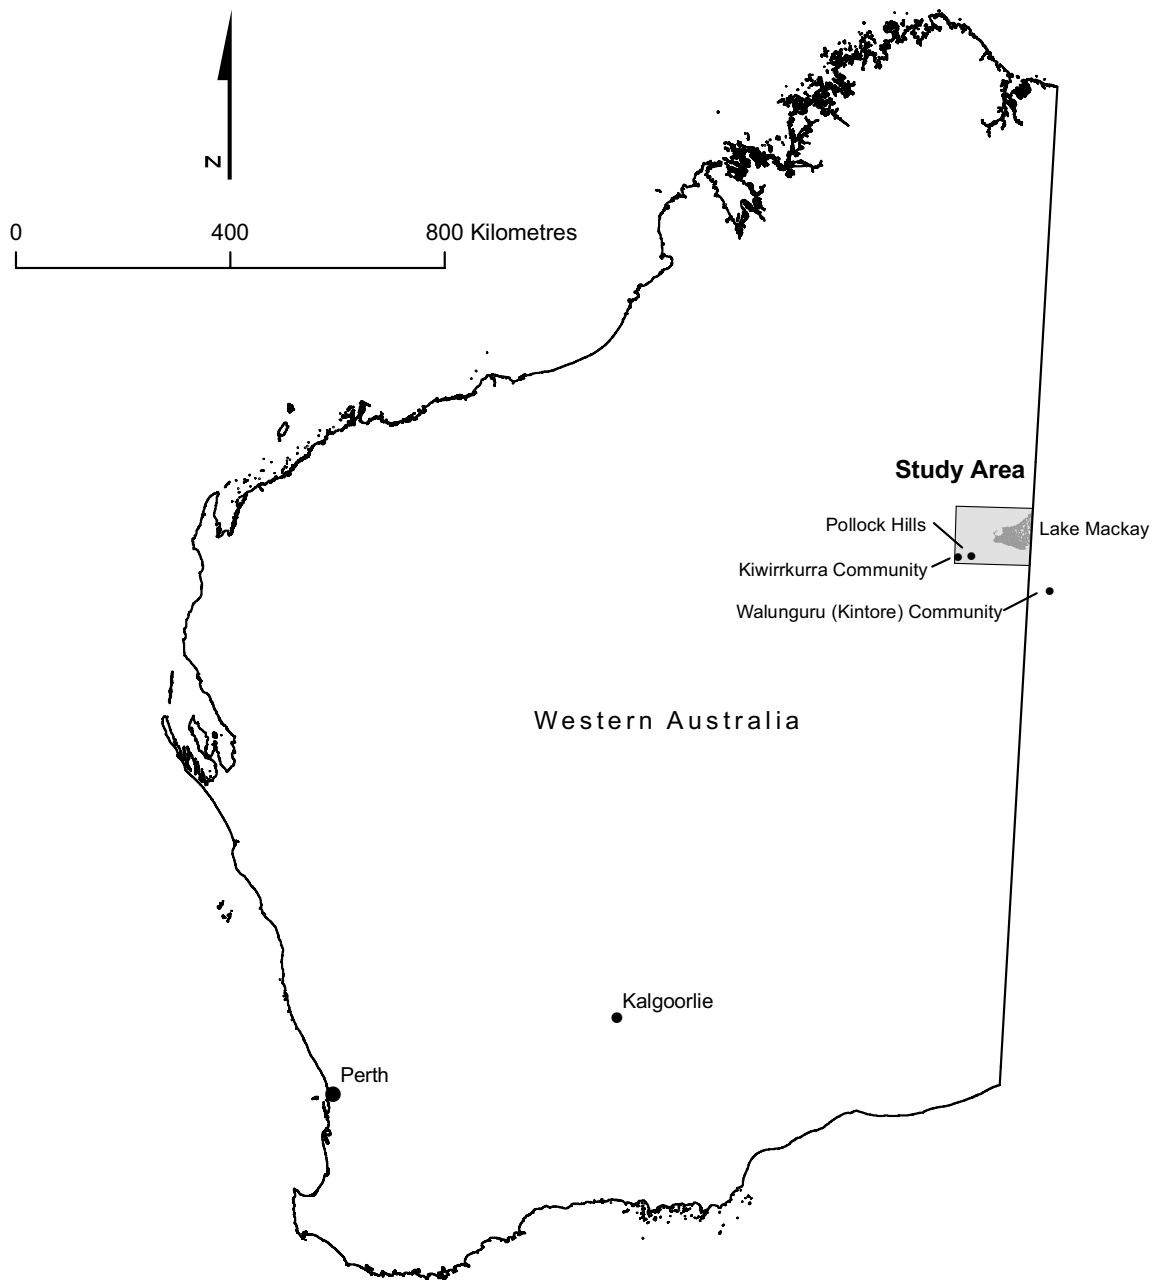 N
0 400 800 Kilometres
Study Area
Pollock Hills
Lake Mackay
Kiwirrkurra Community
Walunguru (Kintore) Community
Western Australia
Kalgoorlie
Perth